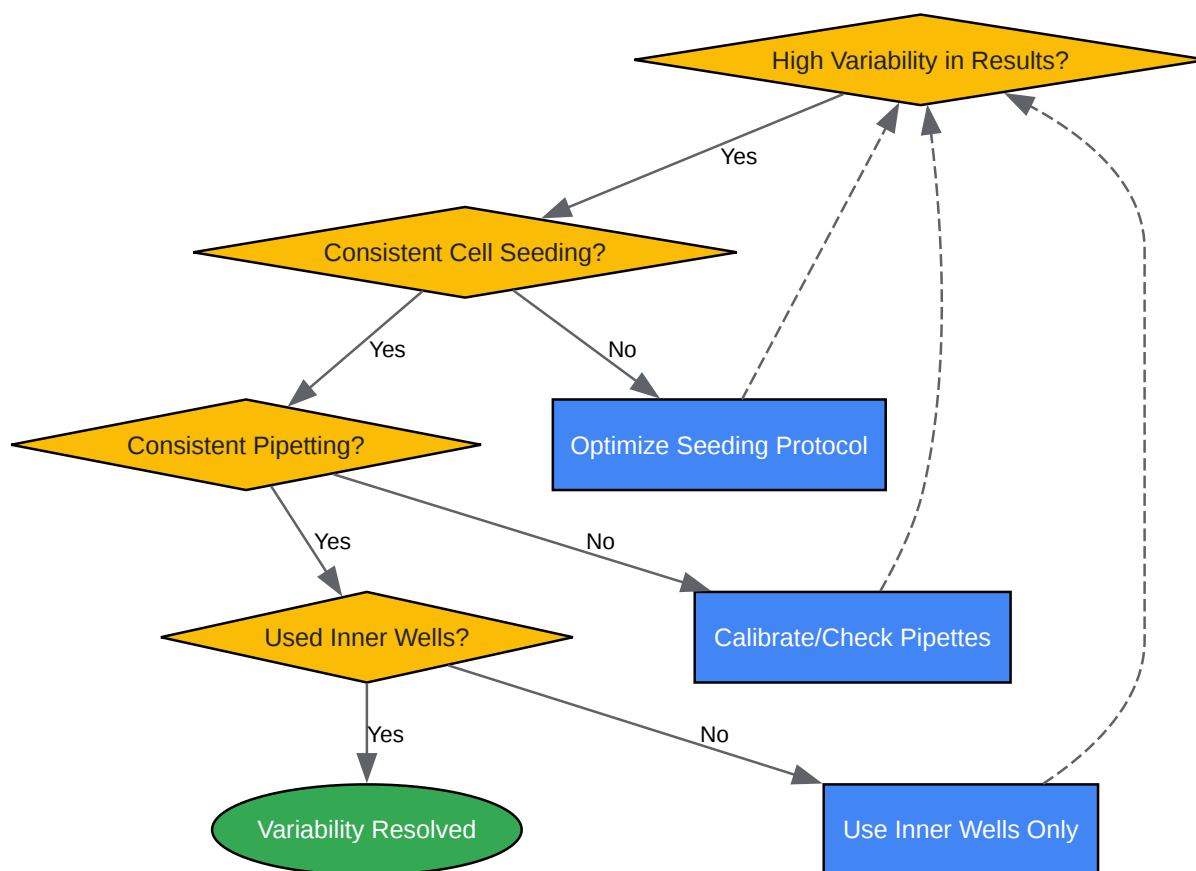 High Variability in Results?
Yes
Consistent Cell Seeding?
Yes
No
Consistent Pipetting?
Optimize Seeding Protocol
Yes
No
Used Inner Wells?
Calibrate/Check Pipettes
Yes
No
Variability Resolved
Use Inner Wells Only